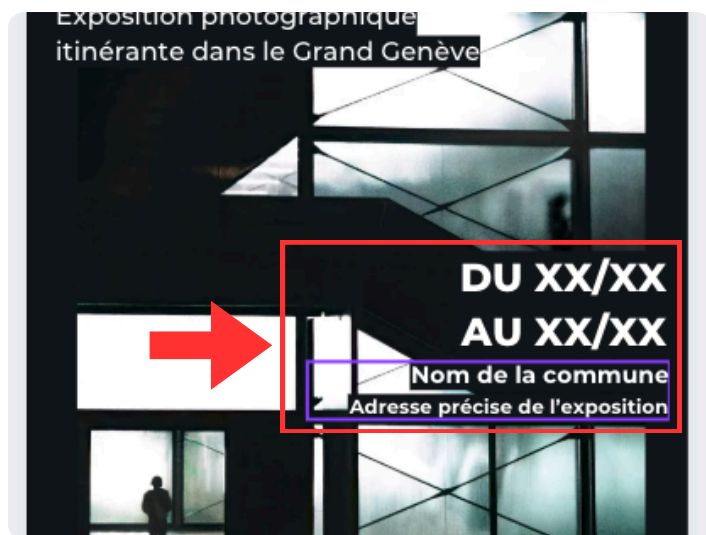 Exposition photographique
itinérante dans le Grand Genève
DU XX/XX
AU XX/XX
Nom de la commune
Adresse précise de l'exposition